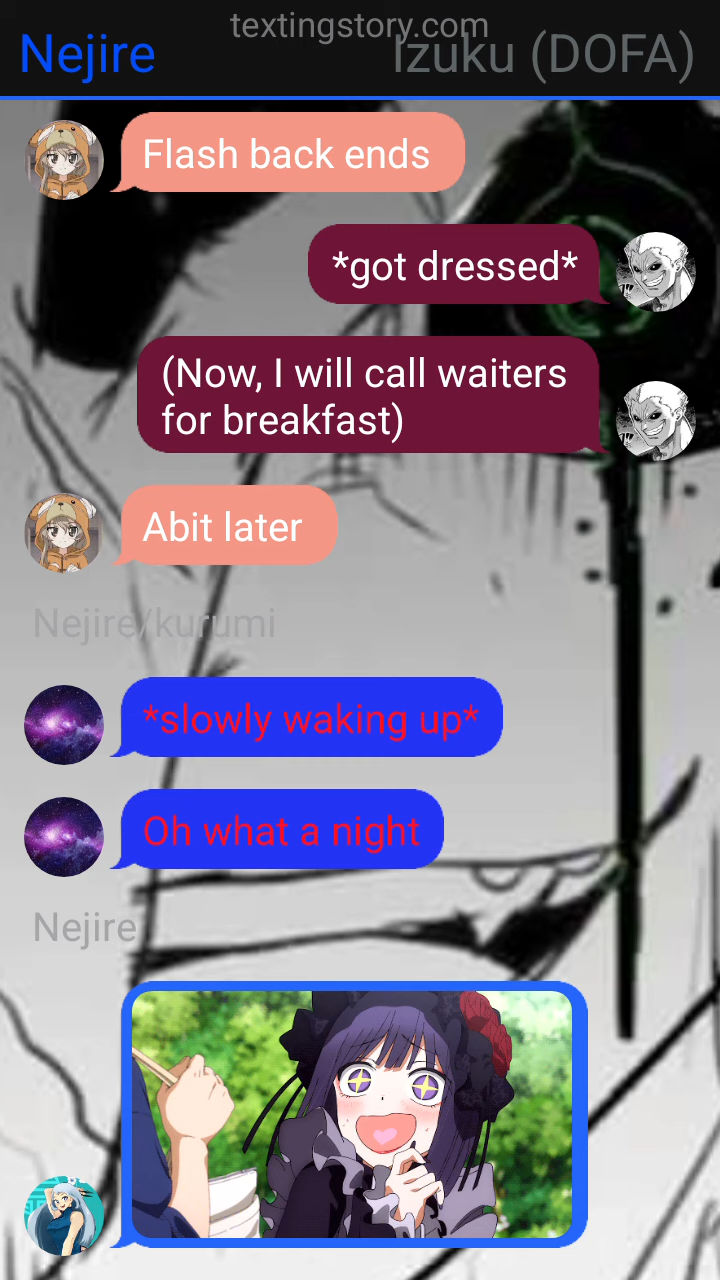 textingstory.com
Nejire
Izuku (DOFA)
Flash back ends
*got dressed*
(Now, I will call waiters
for breakfast)
Abit later
Nejire/kurumi
*slowly waking up*
Oh what a night
Nejire